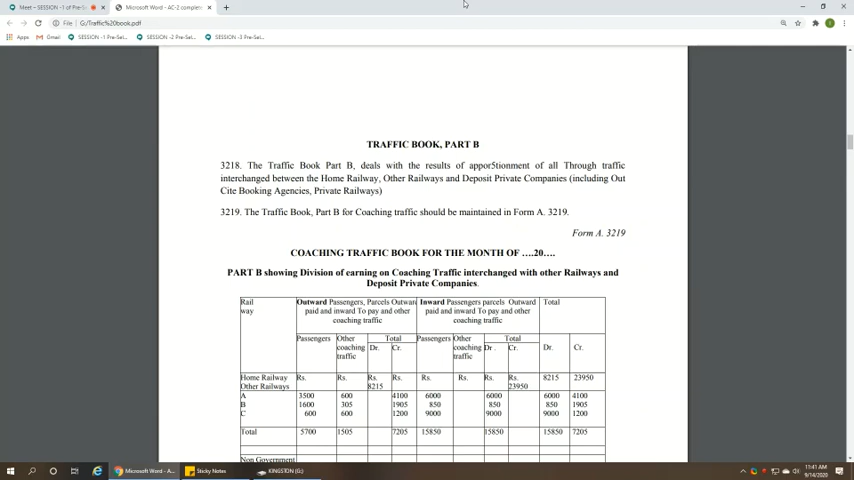 Meet – SESSION -1 of Pre-S
Microsoft Word - AC-2 comple
File | G:/Traffic%20book.pdf
Apps Gmail SESSION -1 Pre-Sel... SESSION -2 Pre-Sel... SESSION -3 Pre-Sel...
TRAFFIC BOOK, PART B
3218. The Traffic Book Part B, deals with the results of appor5tionment of all Through traffic
interchanged between the Home Railway, Other Railways and Deposit Private Companies (including Out
Cite Booking Agencies, Private Railways)
3219. The Traffic Book, Part B for Coaching traffic should be maintained in Form A. 3219.
Form A. 3219
COACHING TRAFFIC BOOK FOR THE MONTH OF ….20….
PART B showing Division of earning on Coaching Traffic interchanged with other Railways and
Deposit Private Companies.
Rail Outward Passengers, Parcels Outwar Inward Passengers parcels Outward Total
way paid and inward To pay and other paid and inward To pay and other
coaching traffic coaching traffic
Passengers Other Total Passengers Other Total
coaching Dr. Cr. coaching Dr . Cr. Dr. Cr.
traffic traffic
Home Railway Rs. Rs. Rs. Rs. Rs. Rs. Rs. Rs. 8215 23950
Other Railways 8215 23950
A 3500 600 4100 6000 6000 6000 4100
B 1600 305 1905 850 850 850 1905
C 600 600 1200 9000 9000 9000 1200
Total 5700 1505 7205 15850 15850 15850 7205
Non Government
Microsoft Word - A... Sticky Notes KINGSTON (G:)
11:41 AM
9/14/2020